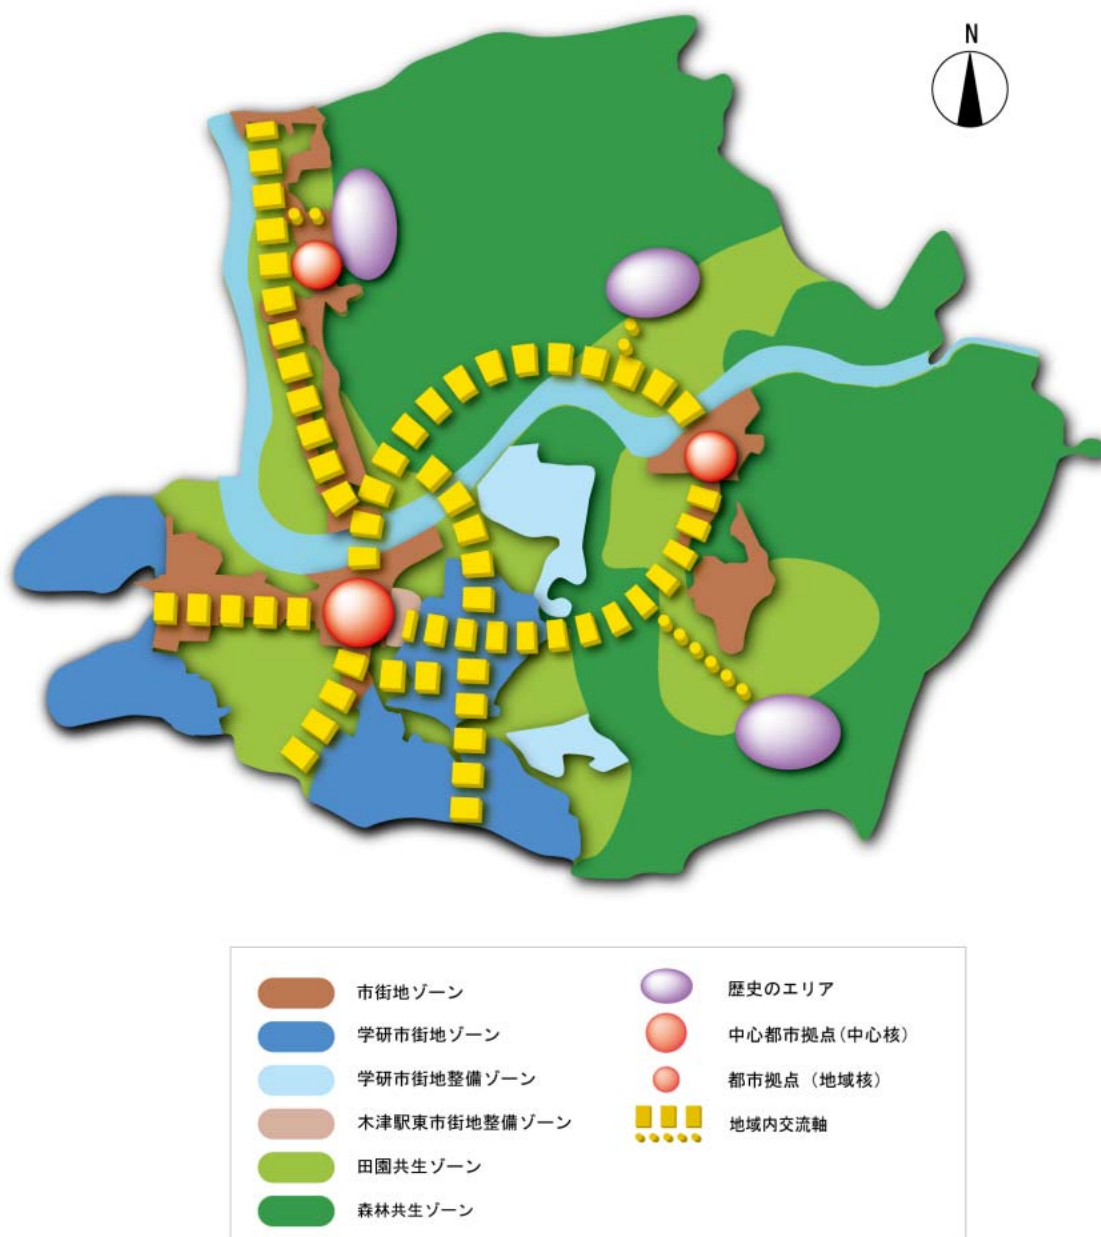 N
市街地ゾーン
学研市街地ゾーン
学研市街地整備ゾーン
木津駅東市街地整備ゾーン
田園共生ゾーン
森林共生ゾーン
歴史のエリア
中心都市拠点(中心核)
都市拠点（地域核）
地域内交流軸